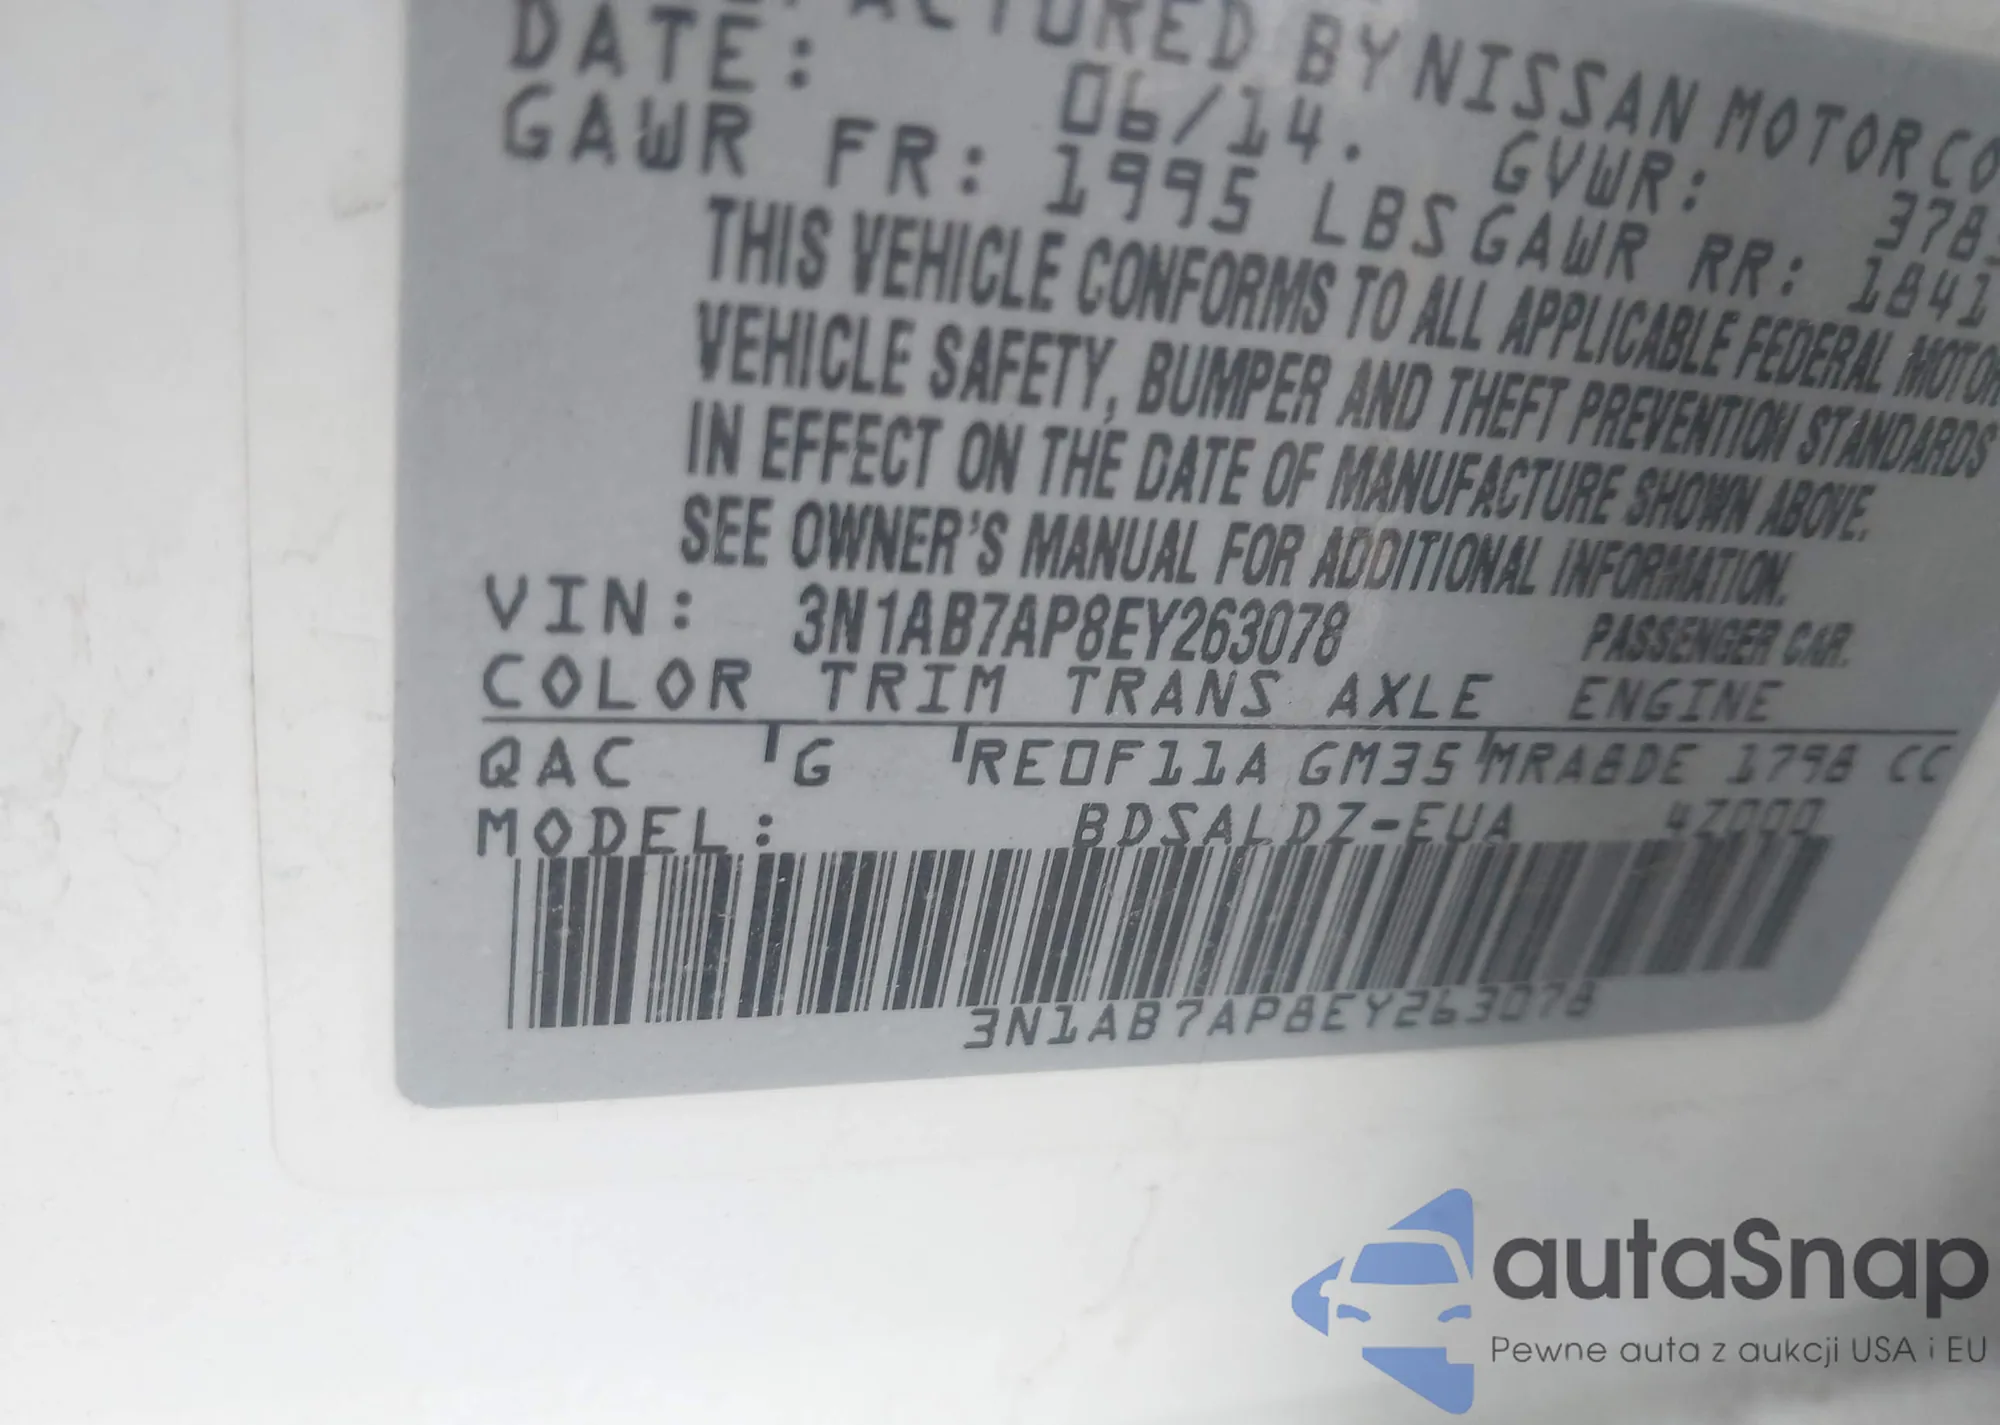 FACTURED BY NISSAN MOTOR CO
DATE: 06/14. GVWR: 378
GAWR FR: 1995 LBS GAWR RR: 1841
THIS VEHICLE CONFORMS TO ALL APPLICABLE FEDERAL MOTOR
VEHICLE SAFETY, BUMPER AND THEFT PREVENTION STANDARDS
IN EFFECT ON THE DATE OF MANUFACTURE SHOWN ABOVE.
SEE OWNER'S MANUAL FOR ADDITIONAL INFORMATION.
VIN: 3N1AB7AP8EY263078 PASSENGER CAR.
COLOR TRIM TRANS AXLE ENGINE
QAC G RE0F11A GM35 MRA8DE 1798 CC
MODEL: BDSALDZ-EUA 4Z000
3N1AB7AP8EY263078
autaSnap
Pewne auta z aukcji USA i EU